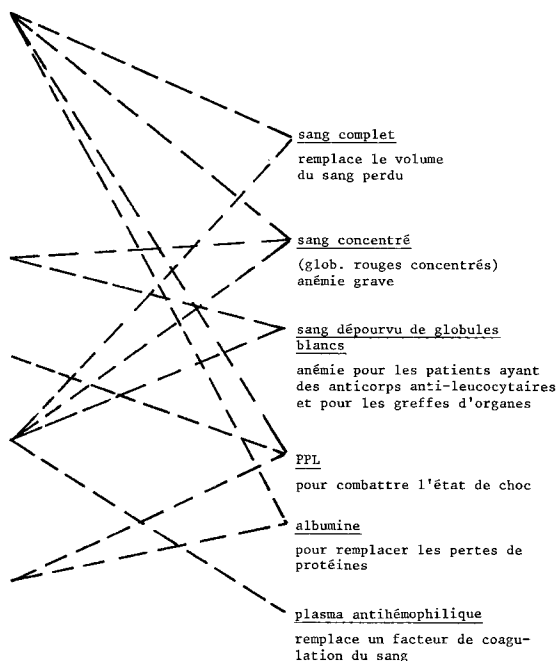 sang complet
remplace le volume
du sang perdu
sang concentré
(glob. rouges concentrés)
anémie grave
sang dépourvu de globules
blancs
anémie pour les patients ayant
des anticorps anti-leucocytaires
et pour les greffes d'organes
PPL
pour combattre l'état de choc
albumine
pour remplacer les pertes de
protéines
plasma antihémophilique
remplace un facteur de coagu-
lation du sang